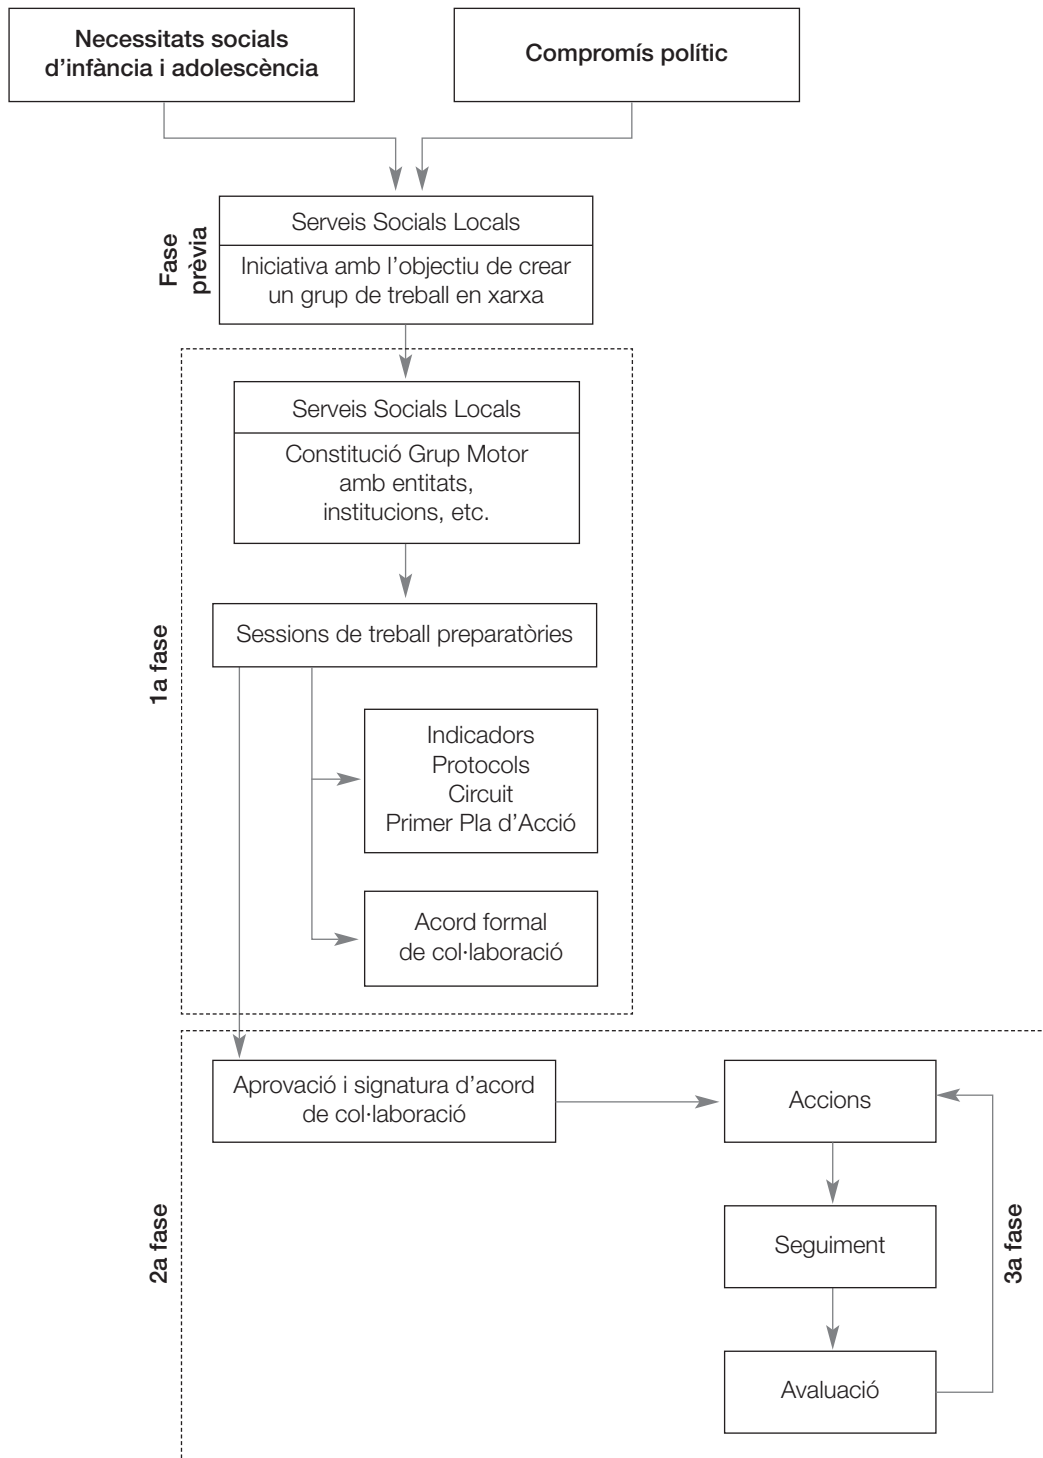 Necessitats socials
d’infància i adolescència
Compromís polític
Fase
prèvia
Serveis Socials Locals
Iniciativa amb l’objectiu de crear
un grup de treball en xarxa
1a fase
Serveis Socials Locals
Constitució Grup Motor
amb entitats,
institucions, etc.
Sessions de treball preparatòries
Indicadors
Protocols
Circuit
Primer Pla d’Acció
Acord formal
de col·laboració
2a fase
Aprovació i signatura d’acord
de col·laboració
Accions
Seguiment
Avaluació
3a fase